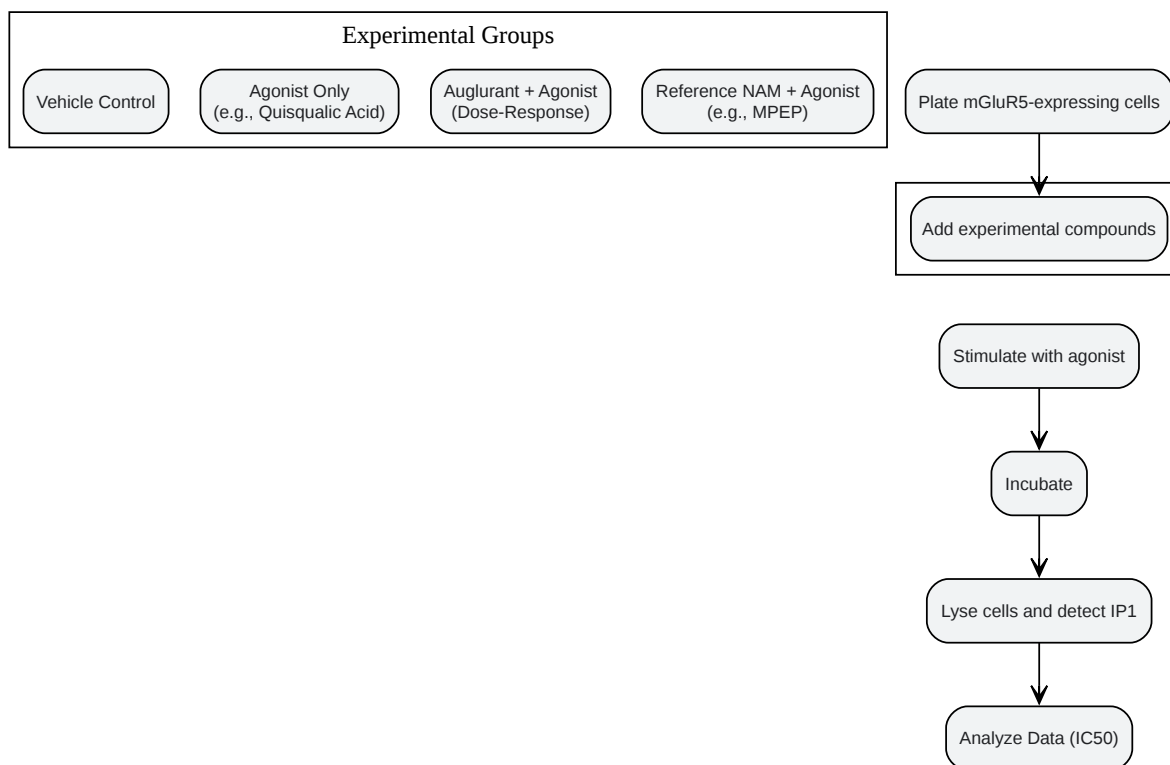 Experimental Groups
Vehicle Control
Agonist Only
(e.g., Quisqualic Acid)
Auglurant + Agonist
(Dose-Response)
Reference NAM + Agonist
(e.g., MPEP)
Plate mGluR5-expressing cells
Add experimental compounds
Stimulate with agonist
Incubate
Lyse cells and detect IP1
Analyze Data (IC50)